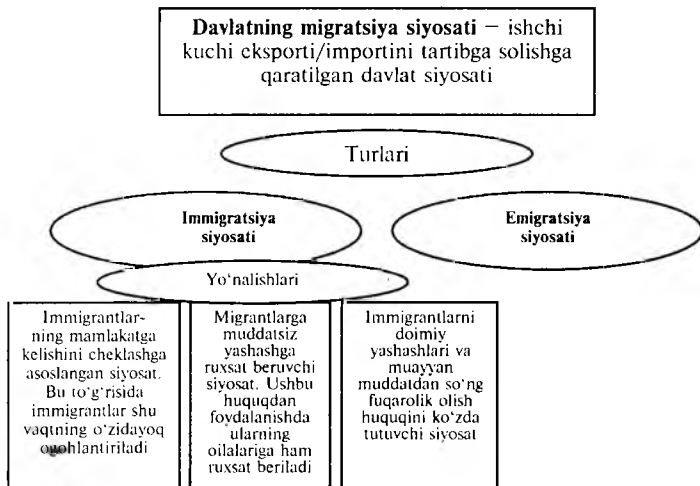 Davlatning migratsiya siyosati – ishchi
kuchi eksporti/importini tartibga solishga
qaratilgan davlat siyosati
Turlari
Immigratsiya
siyosati
Emigratsiya
siyosati
Yo‘nalishlari
Immigrantlar-
ning mamlakatga
kelishini cheklashga
asoslangan siyosat.
Bu to‘g‘risida
immigrantlar shu
vaqtning o‘zidayoq
ogohlantiriladi
Migrantlarga
muddatsiz
yashashga
ruxsat beruvchi
siyosat. Ushbu
huquqdan
foydalanishda
ularning
oilalariga ham
ruxsat beriladi
Immigrantlarni
doimiy
yashashlari va
muayyan
muddatdan so‘ng
fuqarolik olish
huquqini ko‘zda
tutuvchi siyosat